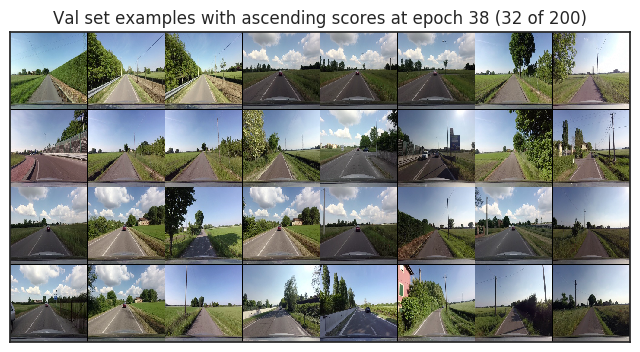 Val set examples with ascending scores at epoch 38 (32 of 200)